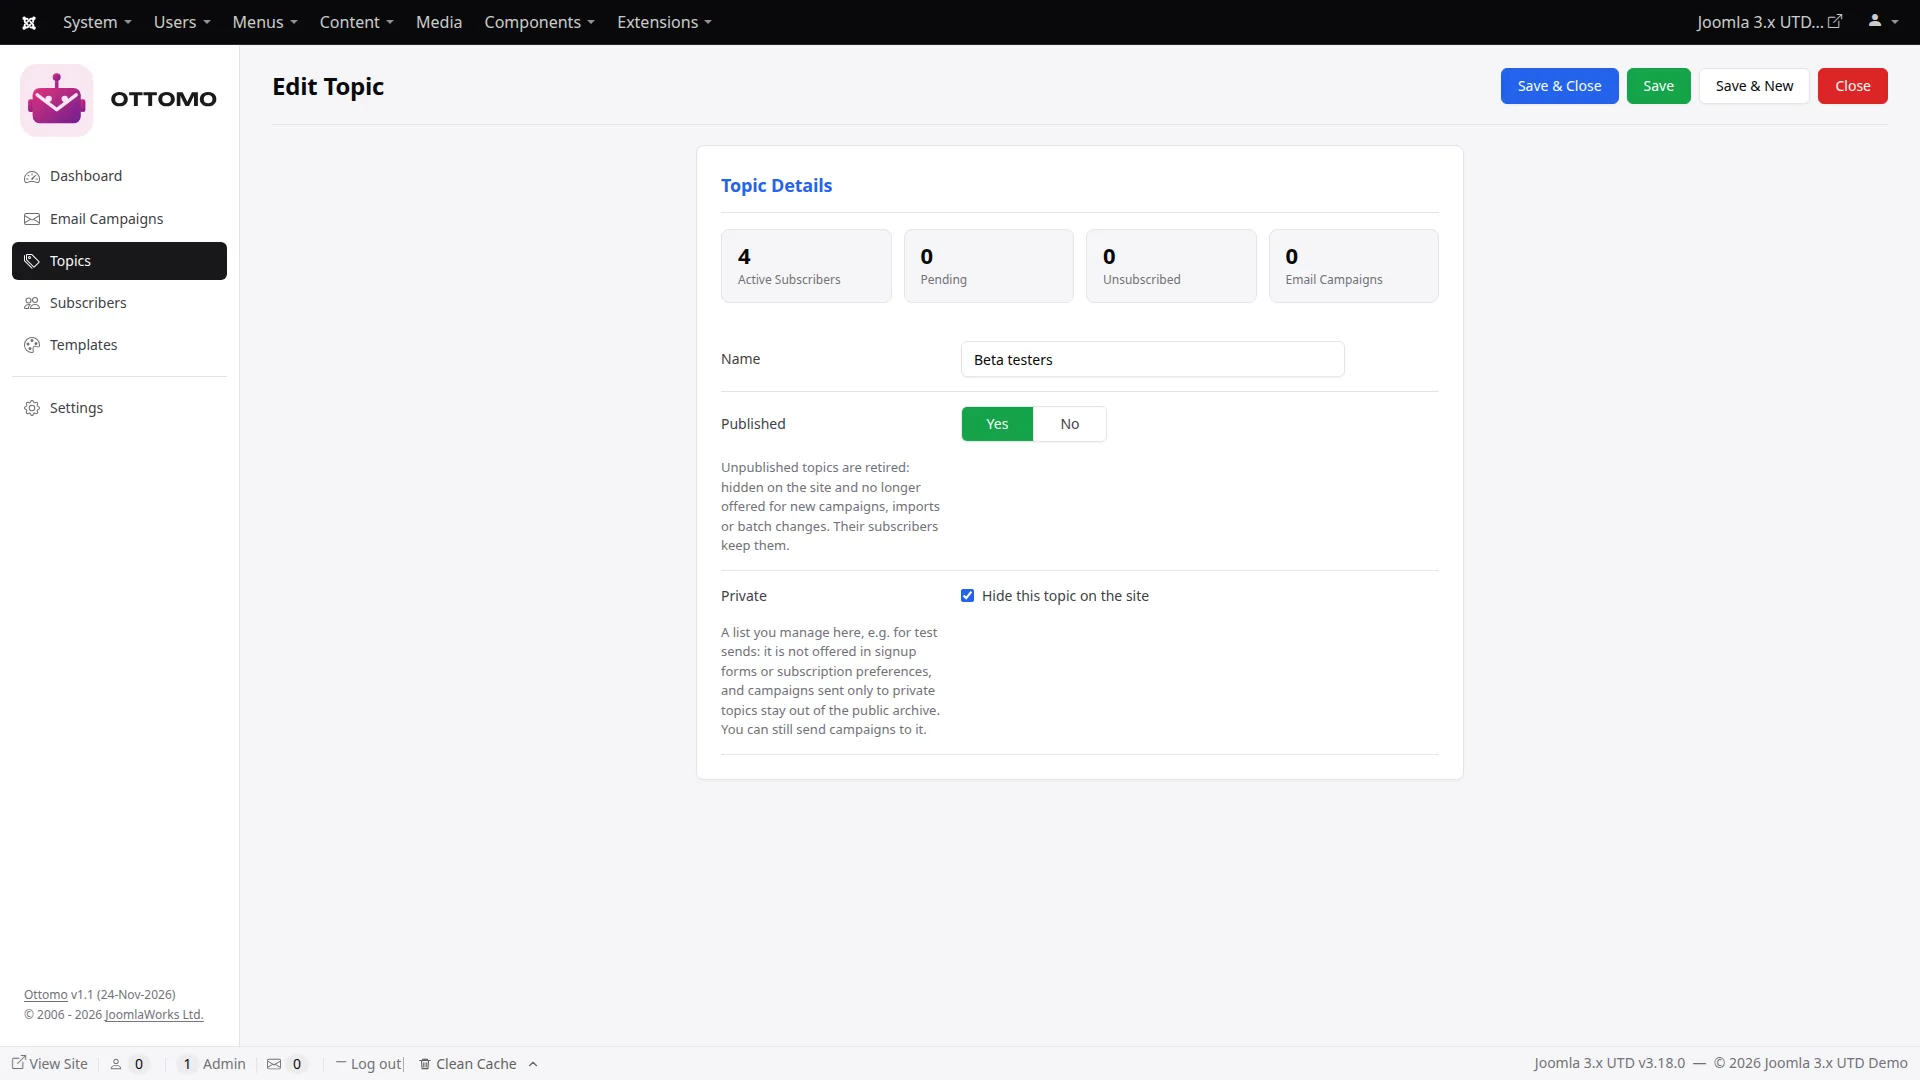 System Users Menus Content Media Components Extensions Joomla 3.x UTD...
OTTOMO
Edit Topic
Save & Close Save Save & New Close
Dashboard
Email Campaigns
Topics
Subscribers
Templates
Settings
Topic Details
4 0 0 0
Active Subscribers Pending Unsubscribed Email Campaigns
Name Beta testers
Published Yes No
Unpublished topics are retired:
hidden on the site and no longer
offered for new campaigns, imports
or batch changes. Their subscribers
keep them.
Private Hide this topic on the site
A list you manage here, e.g. for test
sends: it is not offered in signup
forms or subscription preferences,
and campaigns sent only to private
topics stay out of the public archive.
You can still send campaigns to it.
Ottomo v1.1 (24-Nov-2026)
© 2006 - 2026 JoomlaWorks Ltd.
View Site 0 1 Admin 0 Log out Clean Cache Joomla 3.x UTD v3.18.0 — © 2026 Joomla 3.x UTD Demo